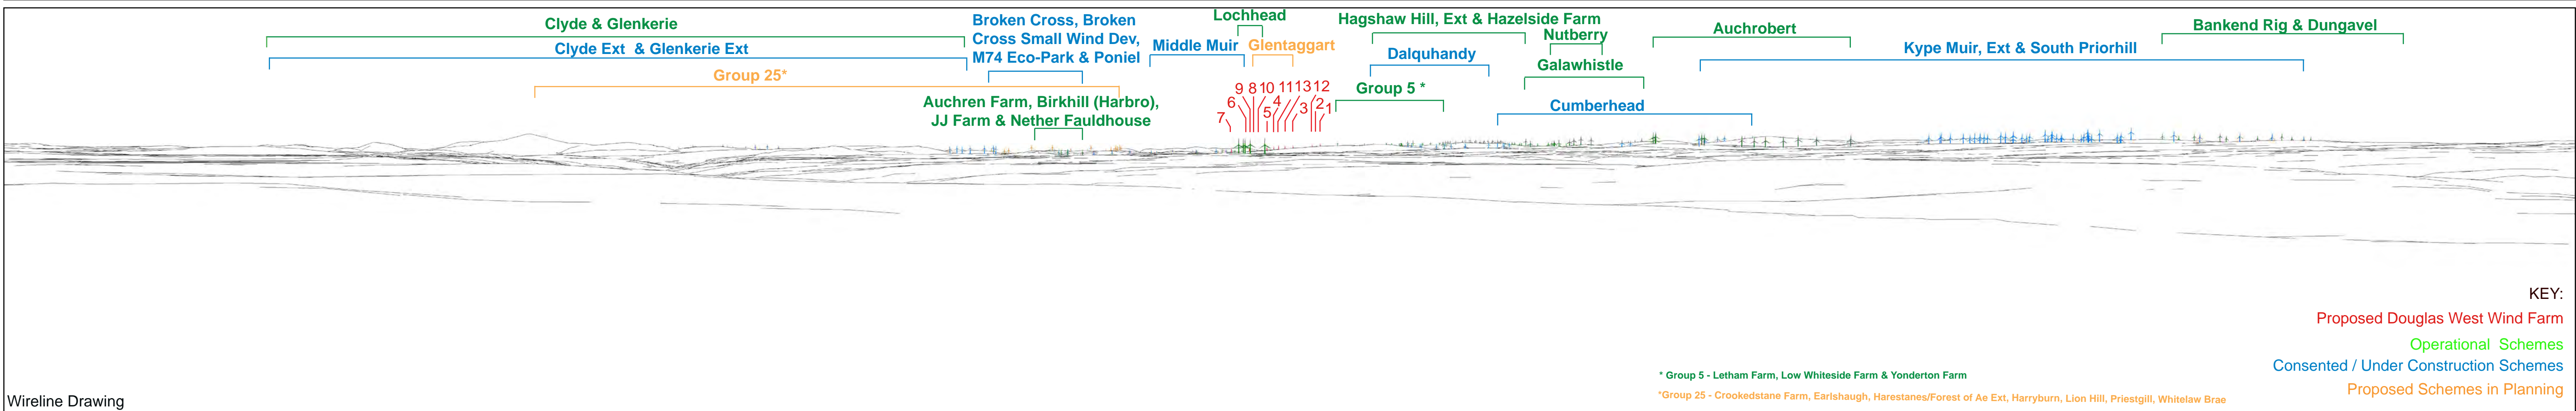 Clyde & Glenkerie
Clyde Ext & Glenkerie Ext
Group 25*
Broken Cross, Broken
Cross Small Wind Dev,
M74 Eco-Park & Poniel
Auchren Farm, Birkhill (Harbro),
JJ Farm & Nether Fauldhouse
Middle Muir
Lochhead
Glentaggart
9 8 10 11 13 12
6 4 2
7 5 3 1
Hagshaw Hill, Ext & Hazelside Farm
Nutberry
Dalquhandy
Galawhistle
Group 5 *
Cumberhead
Auchrobert
Kype Muir, Ext & South Priorhill
Bankend Rig & Dungavel
KEY:
Proposed Douglas West Wind Farm
Operational Schemes
Consented / Under Construction Schemes
Proposed Schemes in Planning
* Group 5 - Letham Farm, Low Whiteside Farm & Yonderton Farm
*Group 25 - Crookedstane Farm, Earlshaugh, Harestanes/Forest of Ae Ext, Harryburn, Lion Hill, Priestgill, Whitelaw Brae
Wireline Drawing